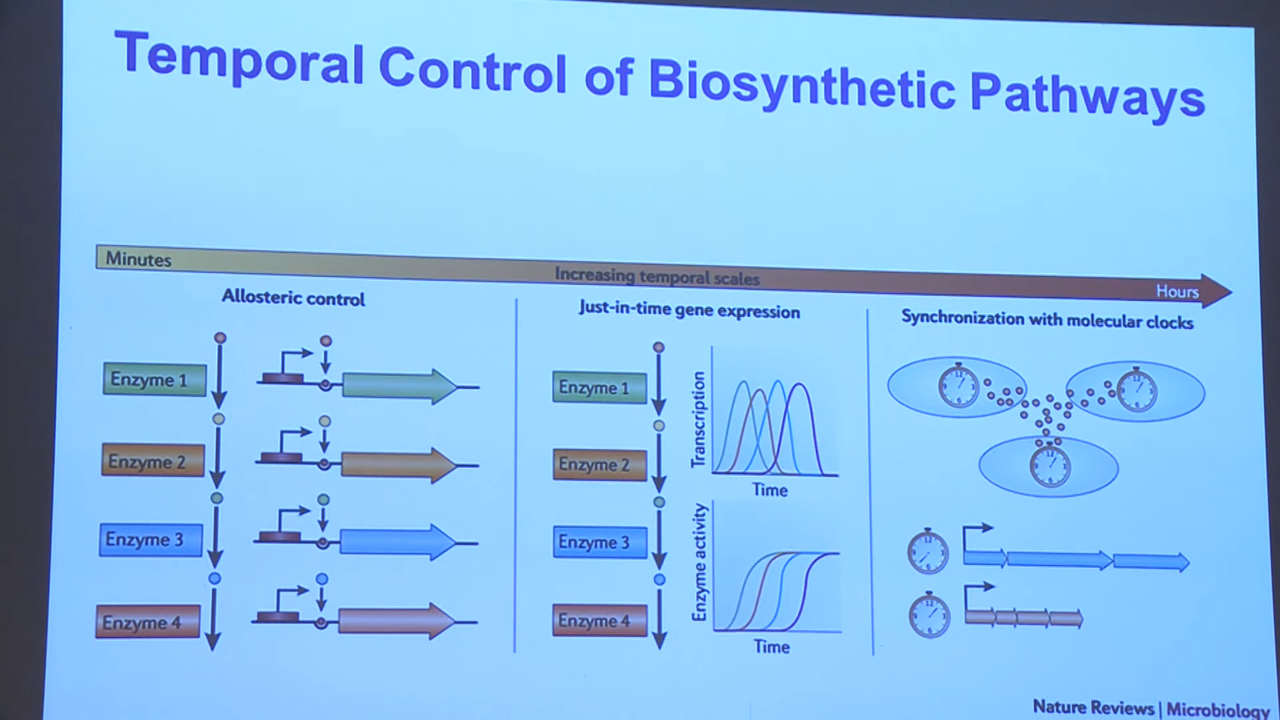 Temporal Control of Biosynthetic Pathways
Minutes
Increasing temporal scales
Hours
Allosteric control
Enzyme 1
Enzyme 2
Enzyme 3
Enzyme 4
Just-in-time gene expression
Enzyme 1
Enzyme 2
Enzyme 3
Enzyme 4
Transcription
Time
Enzyme activity
Time
Synchronization with molecular clocks
Nature Reviews | Microbiology